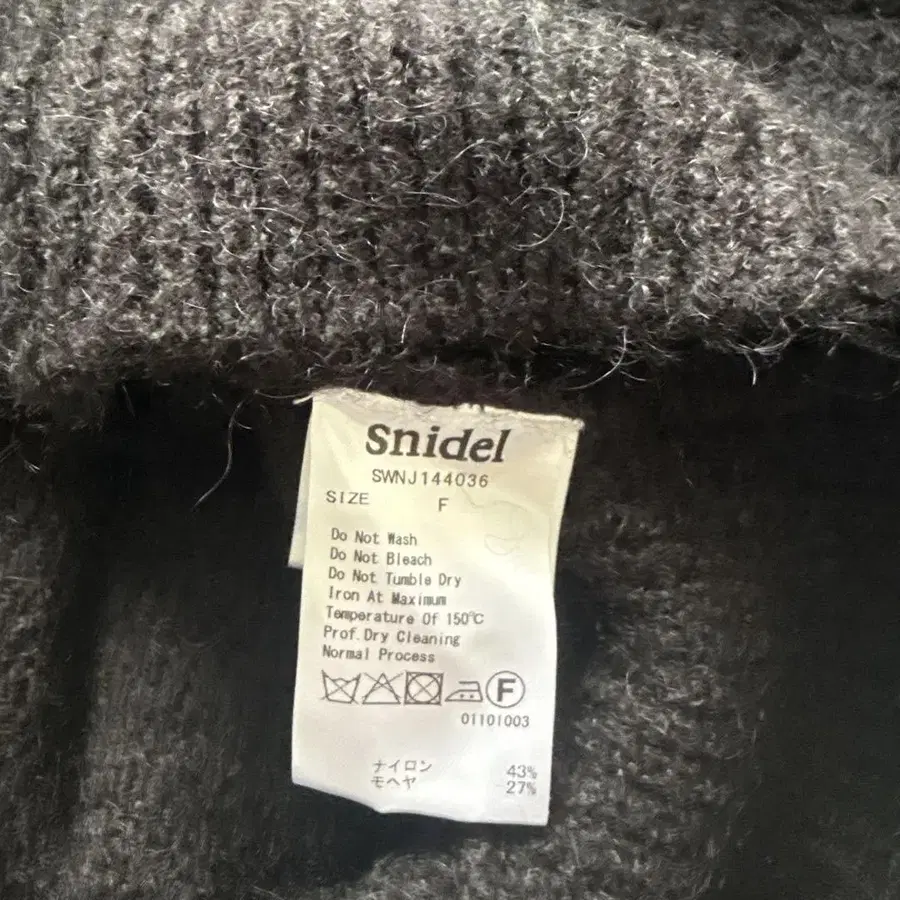 Snidel
SWNJ144036
SIZE F
Do Not Wash
Do Not Bleach
Do Not Tumble Dry
Iron At Maximum
Temperature Of 150℃
Prof.Dry Cleaning
Normal Process
F
01101003
ナイロン 43%
モヘヤ 27%